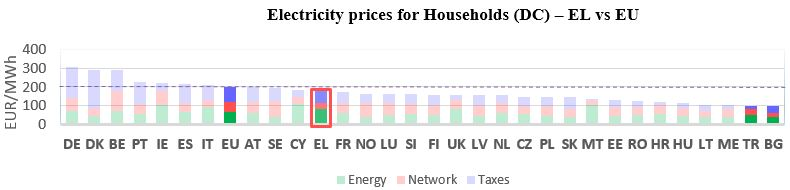 Electricity prices for Households (DC) – EL vs EU
EUR/MWh
400
300
200
100
0
DE DK BE PT IE ES IT EU AT SE CY EL FR NO LU SI FI UK LV NL CZ PL SK MT EE RO HR HU LT ME TR BG
Energy Network Taxes